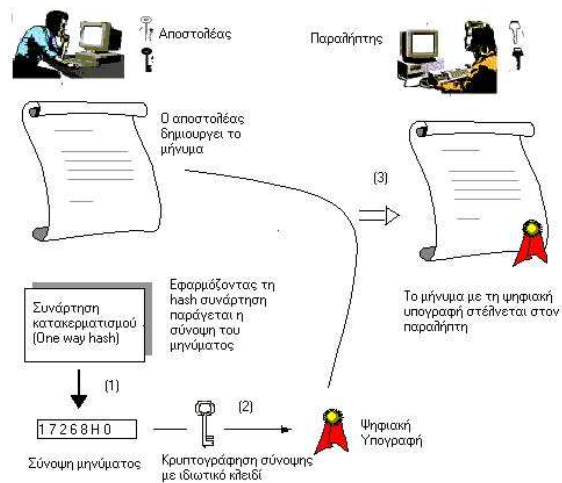 Αποστολέας
Παραλήπτης
Ο αποστολέας
δημιουργει το
μήνυμα
(3)
Συνάρτηση
κατακερματισμού
(One way hash)
Εφαρμόζοντας τη
hash συνάρτηση
παράγεται η
σύνοψη του
μηνύματος
Το μήνυμα με τη ψηφιακή
υπογραφή στέλνεται στον
παραλήπτη
(1)
17268H0
(2)
Ψηφιακή
Υπογραφή
Σύνοψη μηνύματος
Κρυπτογράφηση σύνοψης
με ιδιωτικο κλειδί